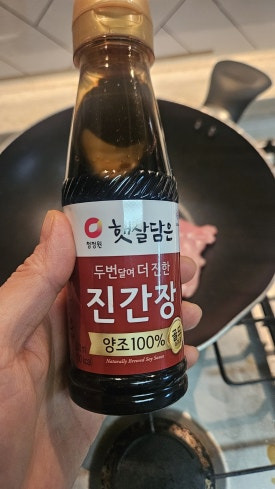 청정원
햇살담은
두번달여 더 진한
진간장
양조100%
골드
Naturally Brewed Soy Sauce